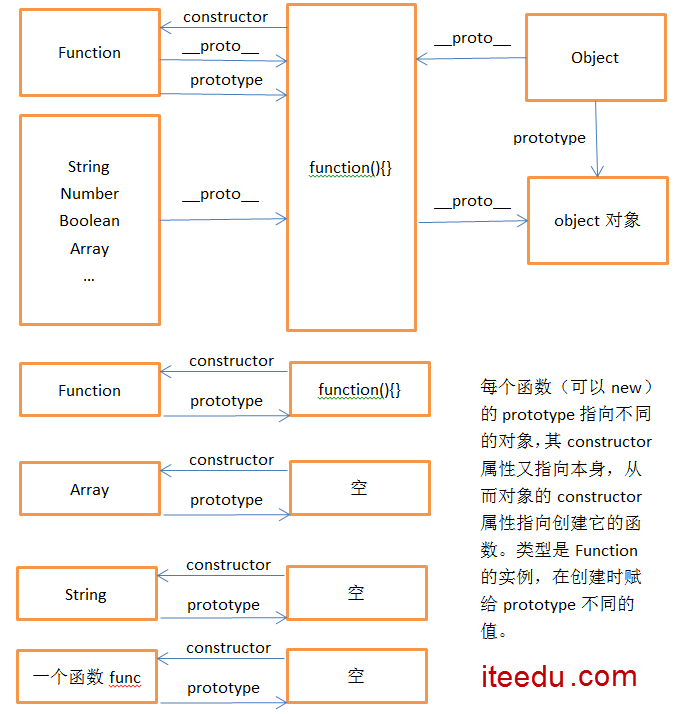 constructor
Function
__proto__
prototype
__proto__
Object
prototype
String
Number
Boolean
Array
...
__proto__
function(){}
__proto__
object 对象
Function
constructor
prototype
function(){}
Array
constructor
prototype
空
String
constructor
prototype
空
一个函数 func
constructor
prototype
空
每个函数（可以 new）
的 prototype 指向不同
的对象，其 constructor
属性又指向本身，从
而对象的 constructor
属性指向创建它的函
数。类型是 Function
的实例，在创建时赋
给 prototype 不同的
值。
iteedu.com